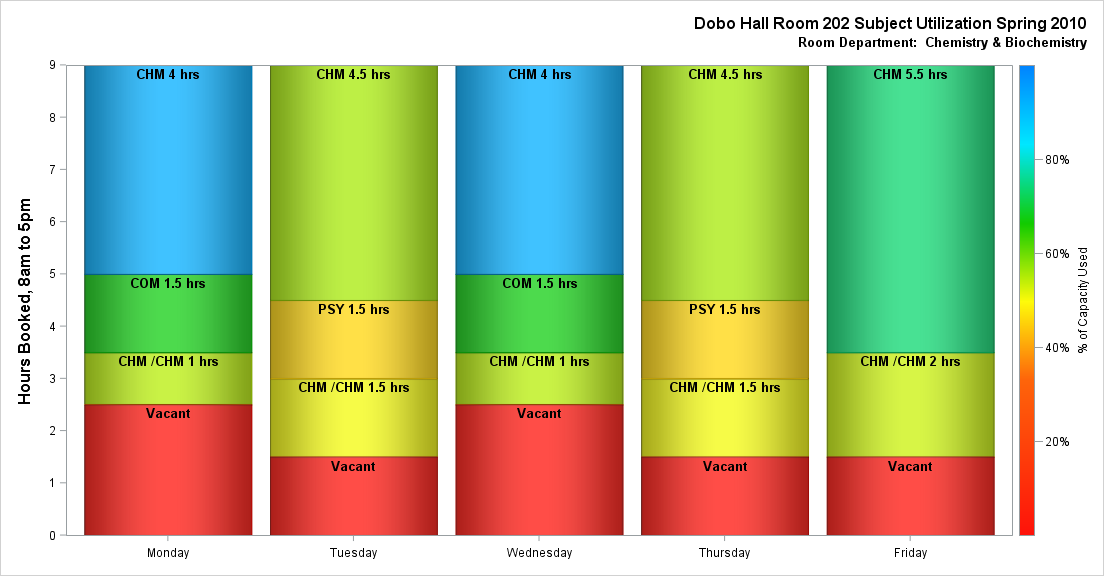 Dobo Hall Room 202 Subject Utilization Spring 2010
Room Department:  Chemistry & Biochemistry
Hours Booked, 8am to 5pm
9
8
7
6
5
4
3
2
1
0
CHM 4 hrs
COM 1.5 hrs
CHM /CHM 1 hrs
Vacant
CHM 4.5 hrs
PSY 1.5 hrs
CHM /CHM 1.5 hrs
Vacant
CHM 4 hrs
COM 1.5 hrs
CHM /CHM 1 hrs
Vacant
CHM 4.5 hrs
PSY 1.5 hrs
CHM /CHM 1.5 hrs
Vacant
CHM 5.5 hrs
CHM /CHM 2 hrs
Vacant
Monday
Tuesday
Wednesday
Thursday
Friday
80%
60%
40%
20%
% of Capacity Used